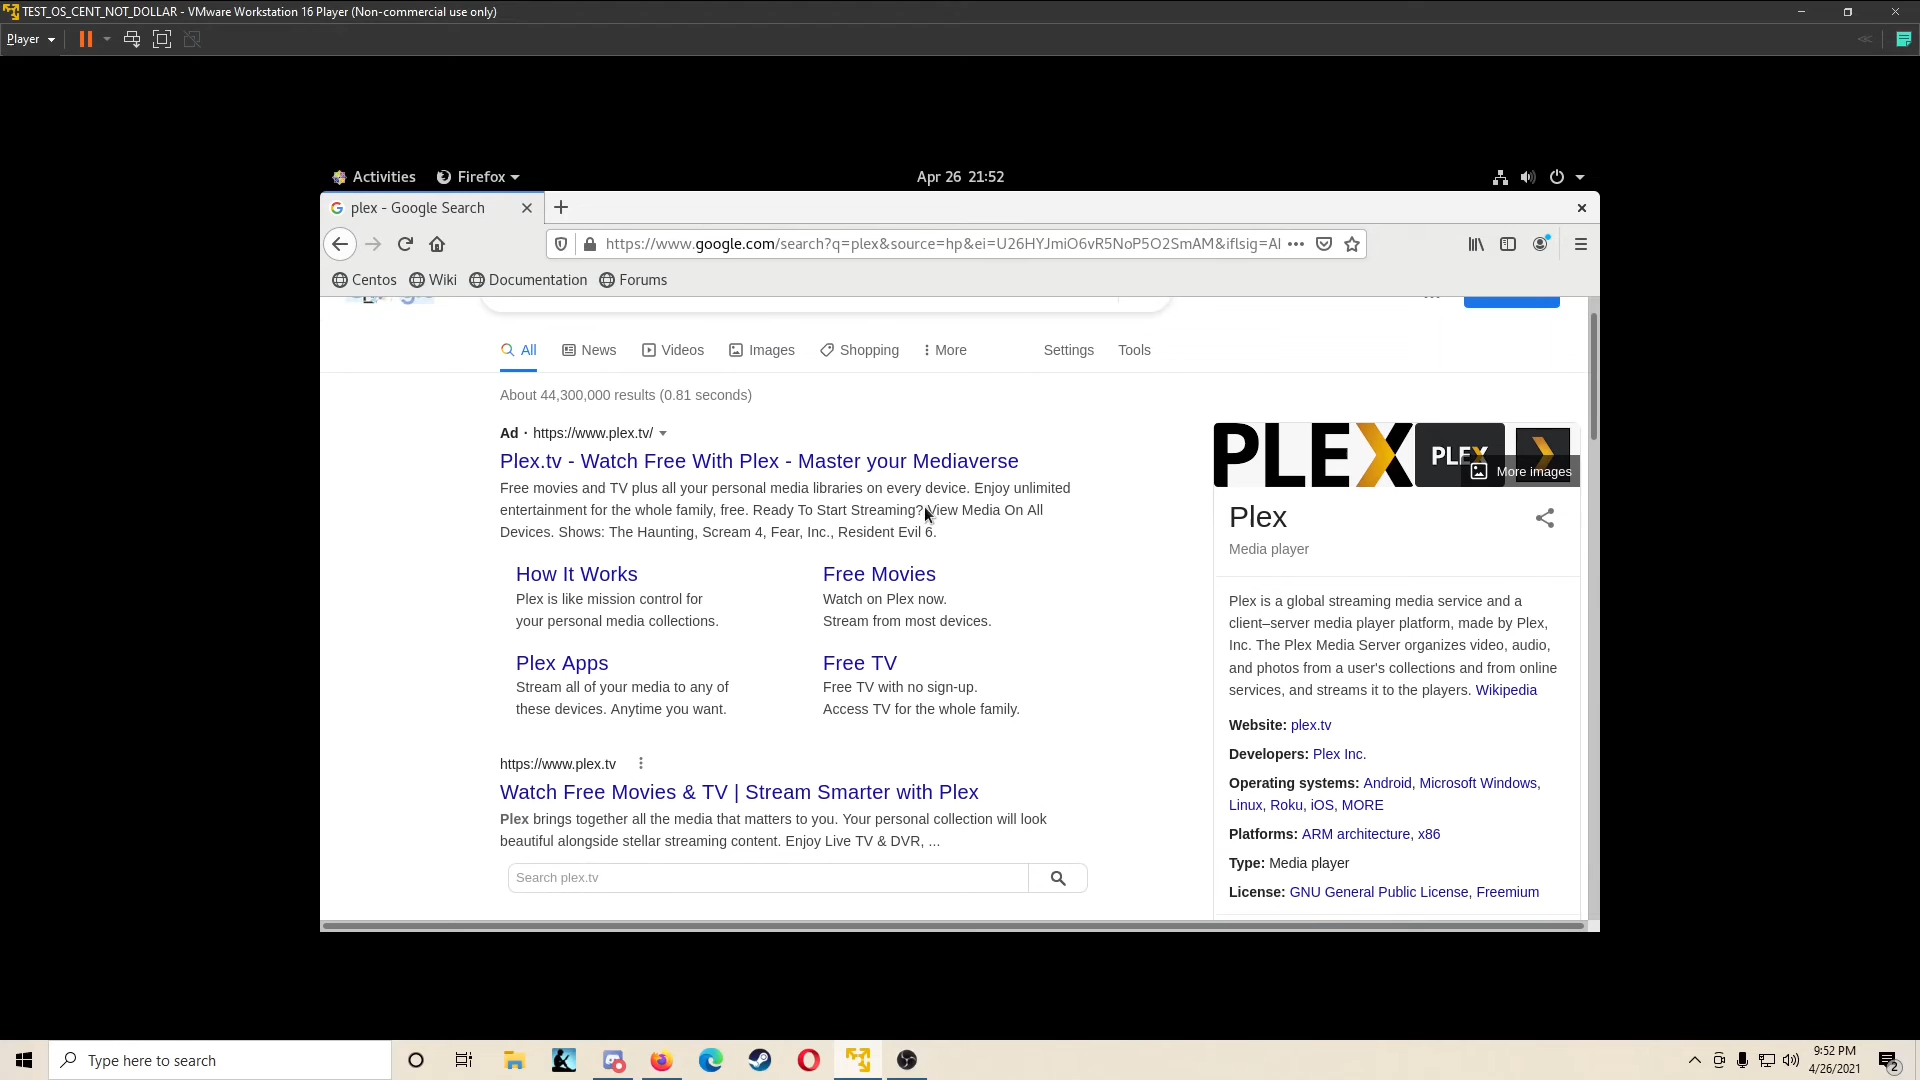 TEST_OS_CENT_NOT_DOLLAR - VMware Workstation 16 Player (Non-commercial use only)
Player
Activities
Firefox
Apr 26 21:52
plex - Google Search
https://www.google.com/search?q=plex&source=hp&ei=U26HYJmiO6vR5NoP5O2SmAM&iflsig=AI
Centos
Wiki
Documentation
Forums
All
News
Videos
Images
Shopping
More
Settings
Tools
About 44,300,000 results (0.81 seconds)
Ad · https://www.plex.tv/
Plex.tv - Watch Free With Plex - Master your Mediaverse
Free movies and TV plus all your personal media libraries on every device. Enjoy unlimited
entertainment for the whole family, free. Ready To Start Streaming? View Media On All
Devices. Shows: The Haunting, Scream 4, Fear, Inc., Resident Evil 6.
How It Works
Plex is like mission control for
your personal media collections.
Free Movies
Watch on Plex now.
Stream from most devices.
Plex Apps
Stream all of your media to any of
these devices. Anytime you want.
Free TV
Free TV with no sign-up.
Access TV for the whole family.
https://www.plex.tv
Watch Free Movies & TV | Stream Smarter with Plex
Plex brings together all the media that matters to you. Your personal collection will look
beautiful alongside stellar streaming content. Enjoy Live TV & DVR, ...
Search plex.tv
PLEX
PLEX
More images
Plex
Media player
Plex is a global streaming media service and a
client–server media player platform, made by Plex,
Inc. The Plex Media Server organizes video, audio,
and photos from a user's collections and from online
services, and streams it to the players. Wikipedia
Website: plex.tv
Developers: Plex Inc.
Operating systems: Android, Microsoft Windows,
Linux, Roku, iOS, MORE
Platforms: ARM architecture, x86
Type: Media player
License: GNU General Public License, Freemium
Type here to search
9:52 PM
4/26/2021
2